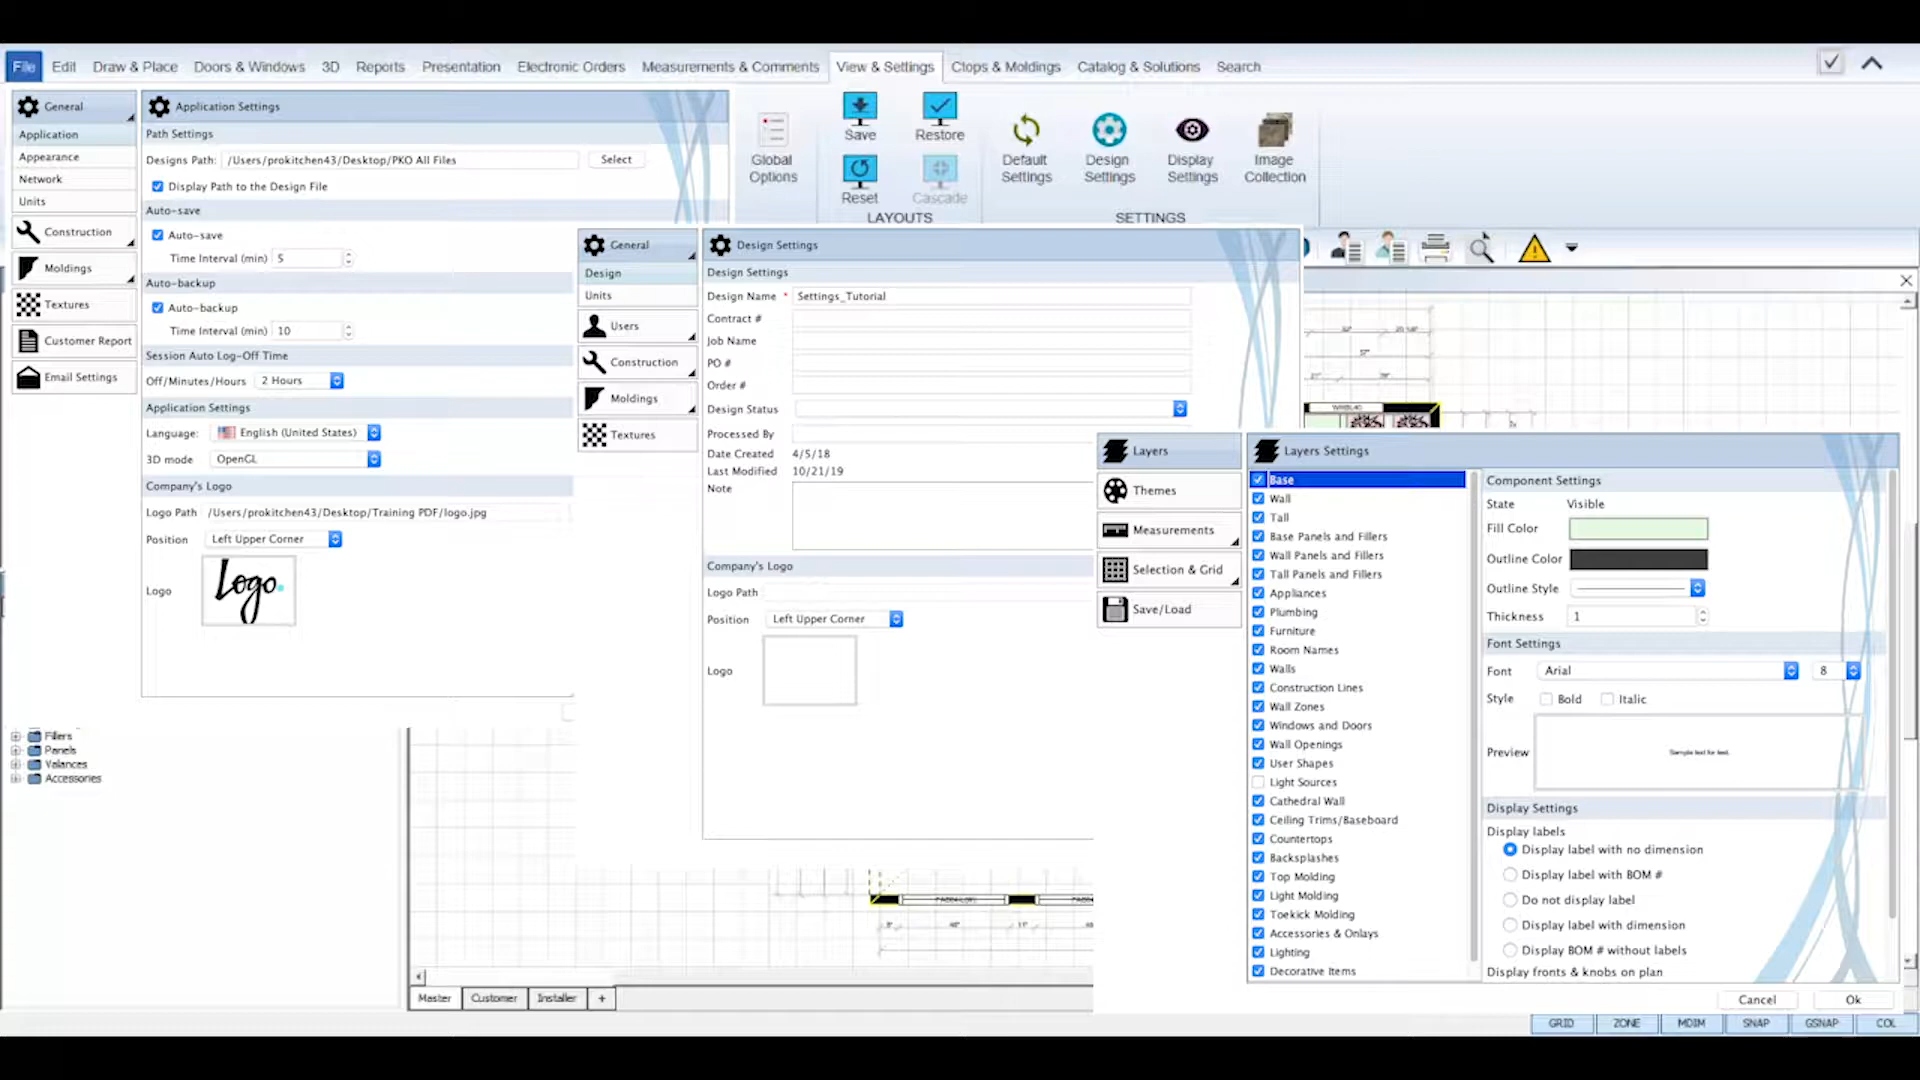 File Edit Draw & Place Doors & Windows 3D Reports Presentation Electronic Orders Measurements & Comments View & Settings Ctops & Moldings Catalog & Solutions Search
General
Application
Appearance
Network
Units
Construction
Moldings
Textures
Customer Report
Email Settings
Application Settings
Path Settings
Designs Path: /Users/prokitchen43/Desktop/PKO All Files Select
Display Path to the Design File
Auto-save
Auto-save
Time Interval (min) 5
Auto-backup
Auto-backup
Time Interval (min) 10
Session Auto Log-Off Time
Off/Minutes/Hours 2 Hours
Application Settings
Language: English (United States)
3D mode OpenGL
Company's Logo
Logo Path /Users/prokitchen43/Desktop/Training PDF/logo.jpg
Position Left Upper Corner
Logo Logo.
Global Options
Save
Restore
Reset
Cascade
LAYOUTS
Default Settings
Design Settings
Display Settings
Image Collection
SETTINGS
General
Design
Units
Users
Construction
Moldings
Textures
Design Settings
Design Settings
Design Name * Settings_Tutorial
Contract #
Job Name
PO #
Order #
Design Status
Processed By
Date Created 4/5/18
Last Modified 10/21/19
Note
Company's Logo
Logo Path
Position Left Upper Corner
Logo
Layers
Themes
Measurements
Selection & Grid
Save/Load
Layers Settings
Base
Wall
Tall
Base Panels and Fillers
Wall Panels and Fillers
Tall Panels and Fillers
Appliances
Plumbing
Furniture
Room Names
Walls
Construction Lines
Wall Zones
Windows and Doors
Wall Openings
User Shapes
Light Sources
Cathedral Wall
Ceiling Trims/Baseboard
Countertops
Backsplashes
Top Molding
Light Molding
Toekick Molding
Accessories & Onlays
Lighting
Decorative Items
Component Settings
State Visible
Fill Color
Outline Color
Outline Style
Thickness 1
Font Settings
Font Arial 8
Style Bold Italic
Preview Sample text for test.
Display Settings
Display labels
Display label with no dimension
Display label with BOM #
Do not display label
Display label with dimension
Display BOM # without labels
Display fronts & knobs on plan
Cancel Ok
Fillers
Panels
Valances
Accessories
Master Customer Installer +
GRID ZONE MDIM SNAP GSNAP COL